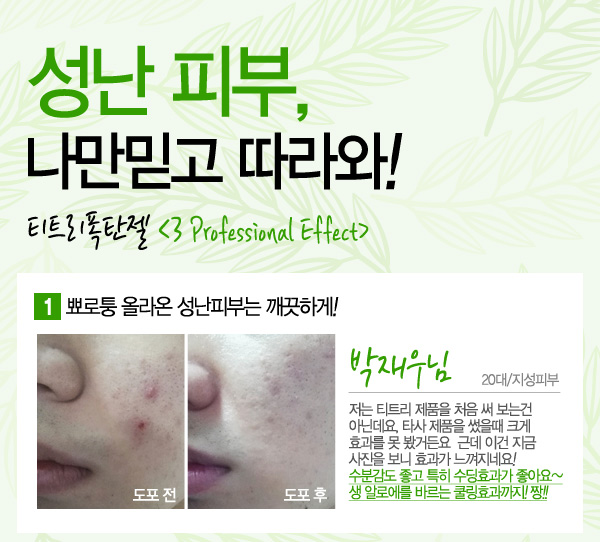 성난 피부,
나만믿고 따라와!
티트리폭탄젤 <3 Professional Effect>
1 뾰로퉁 올라온 성난피부는 깨끗하게!
도포 전
도포 후
박재우님 20대/지성피부
저는 티트리 제품을 처음 써 보는건
아닌데요, 타사 제품을 썼을때 크게
효과를 못 봤거든요 근데 이건 지금
사진을 보니 효과가 느껴지네요!
수분감도 좋고 특히 수딩효과가 좋아요~
생 알로에를 바르는 쿨링효과까지! 짱!!